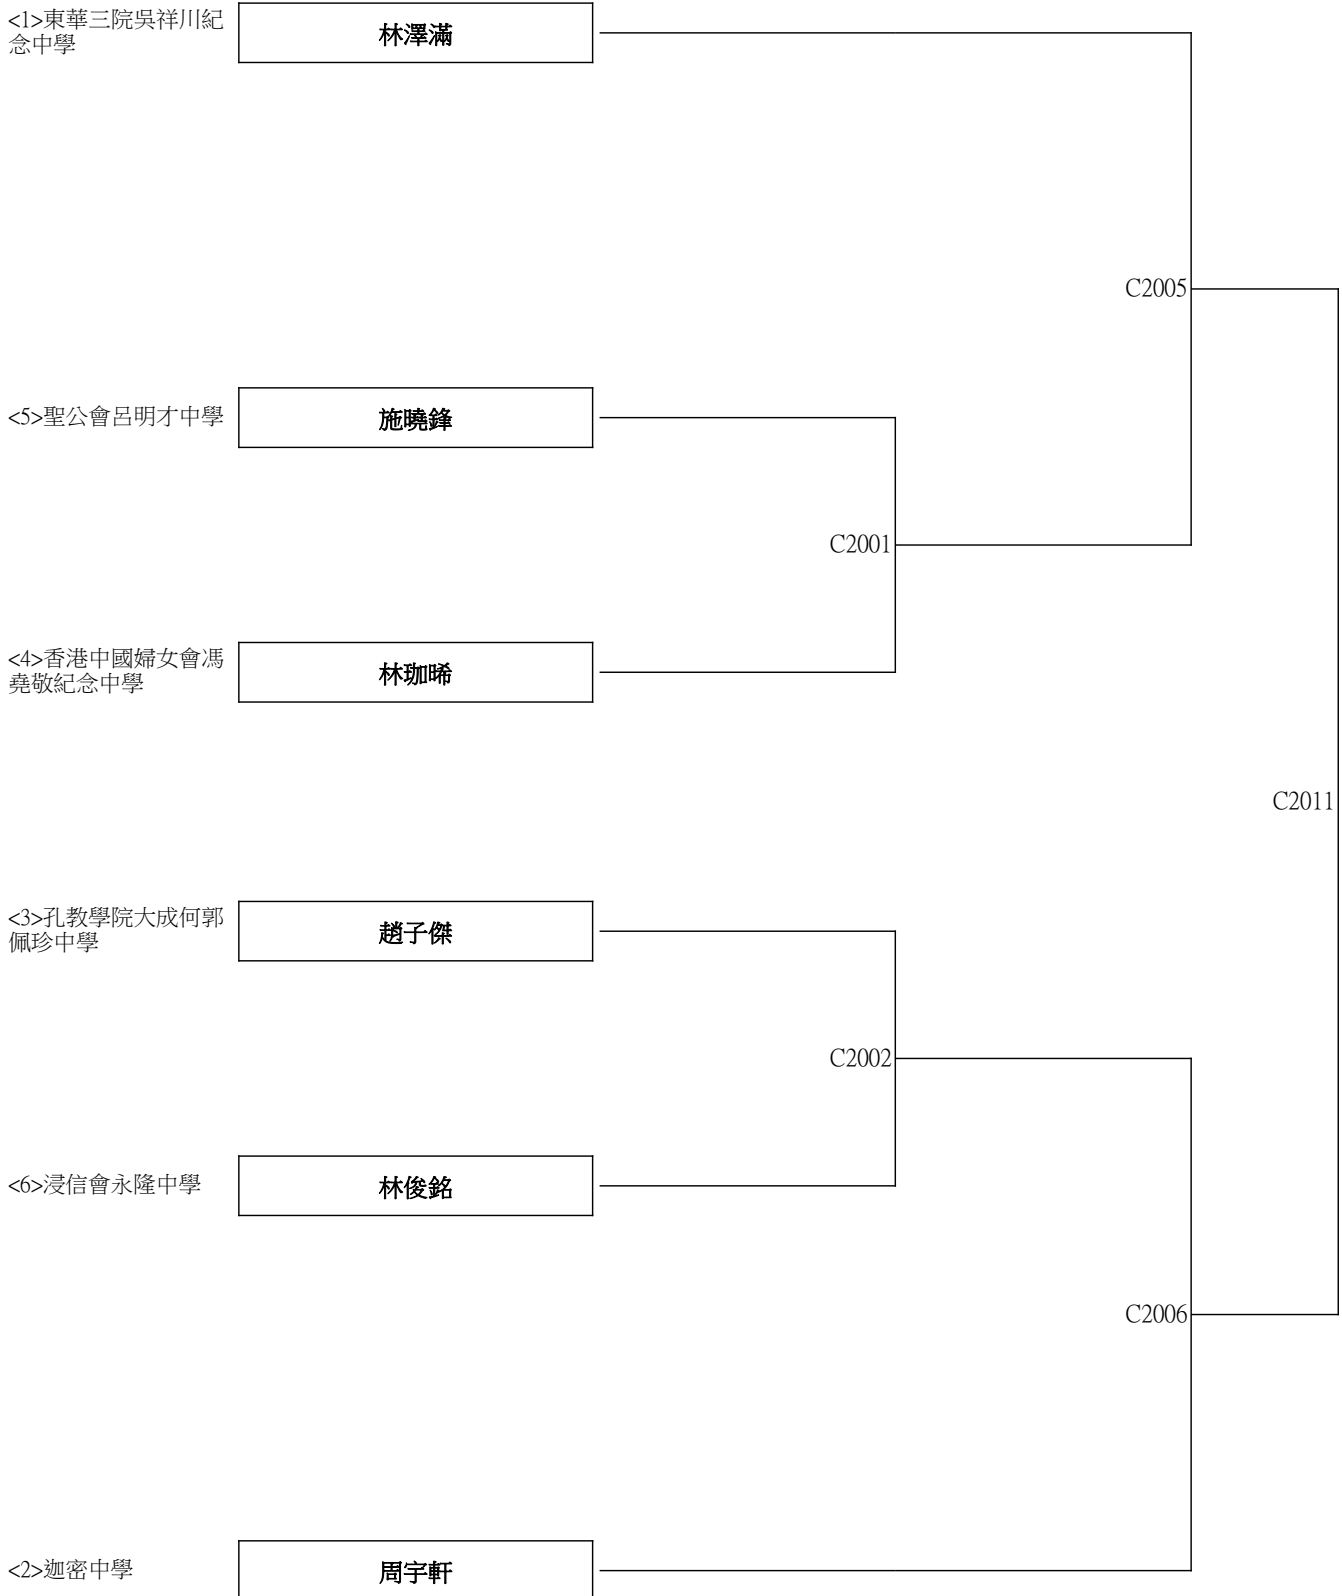 <1>東華三院吳祥川紀
念中學
林澤滿
C2005
<5>聖公會呂明才中學
施曉鋒
C2001
<4>香港中國婦女會馮
堯敬紀念中學
林珈晞
C2011
<3>孔教學院大成何郭
佩珍中學
趙子傑
C2002
<6>浸信會永隆中學
林俊銘
C2006
<2>迦密中學
周宇軒